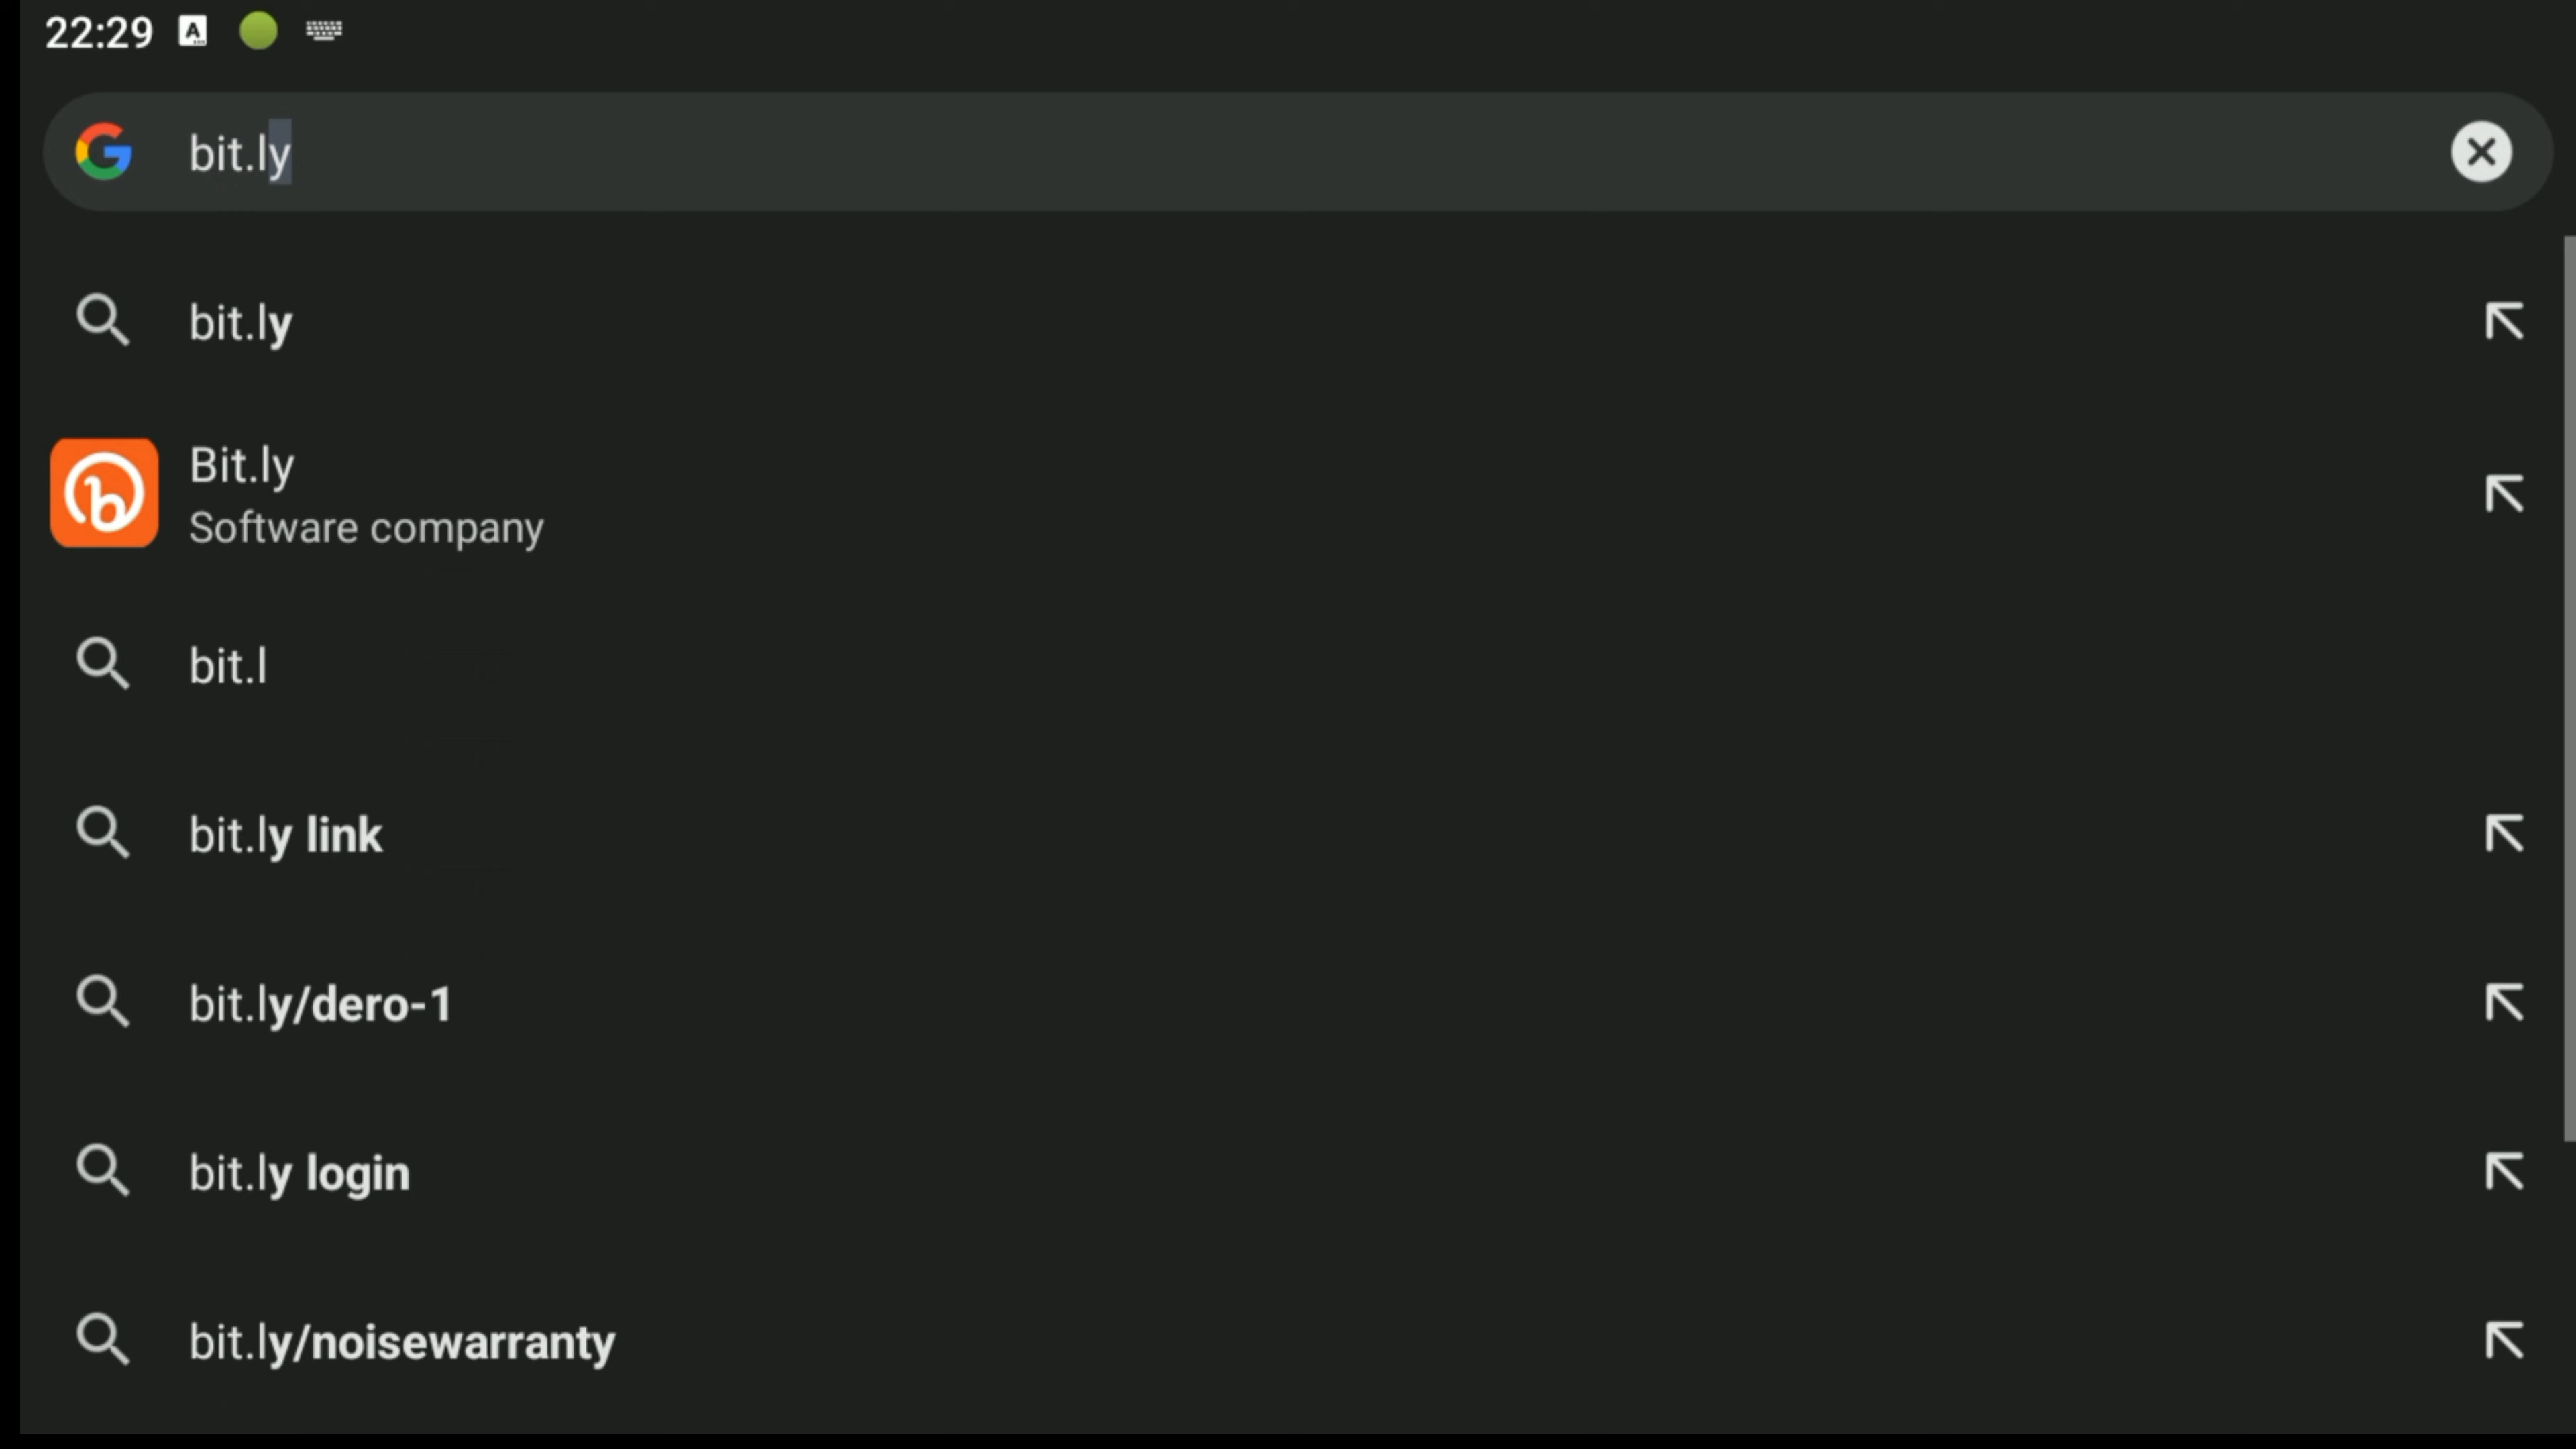 22:29
bit.ly
bit.ly
Bit.ly
Software company
bit.l
bit.ly link
bit.ly/dero-1
bit.ly login
bit.ly/noisewarranty